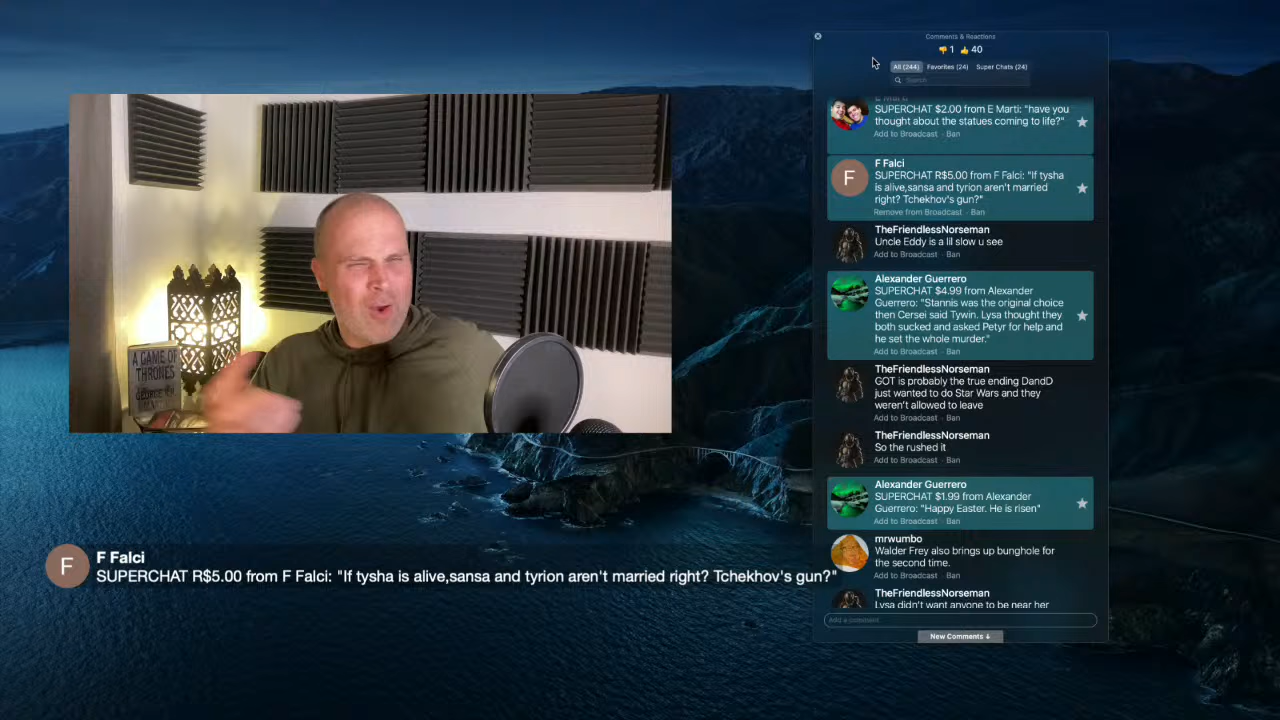 Comments & Reactions
👎 1 👍 40
All (244) Favorites (24) Super Chats (24)
Search
E Marti
SUPERCHAT $2.00 from E Marti: "have you
thought about the statues coming to life?"
Add to Broadcast · Ban
F Falci
SUPERCHAT R$5.00 from F Falci: "If tysha
is alive,sansa and tyrion aren't married
right? Tchekhov's gun?"
Remove from Broadcast · Ban
TheFriendlessNorseman
Uncle Eddy is a lil slow u see
Add to Broadcast · Ban
Alexander Guerrero
SUPERCHAT $4.99 from Alexander
Guerrero: "Stannis was the original choice
then Cersei said Tywin. Lysa thought they
both sucked and asked Petyr for help and
he set the whole murder."
Add to Broadcast · Ban
TheFriendlessNorseman
GOT is probably the true ending DandD
just wanted to do Star Wars and they
weren't allowed to leave
Add to Broadcast · Ban
TheFriendlessNorseman
So the rushed it
Add to Broadcast · Ban
Alexander Guerrero
SUPERCHAT $1.99 from Alexander
Guerrero: "Happy Easter. He is risen"
Add to Broadcast · Ban
mrwumbo
Walder Frey also brings up bunghole for
the second time.
Add to Broadcast · Ban
TheFriendlessNorseman
Lysa didn't want anyone to be near her
Add a comment
New Comments ↓
A GAME OF
THRONES
GEORGE R.R.
F
F Falci
SUPERCHAT R$5.00 from F Falci: "If tysha is alive,sansa and tyrion aren't married right? Tchekhov's gun?"
F